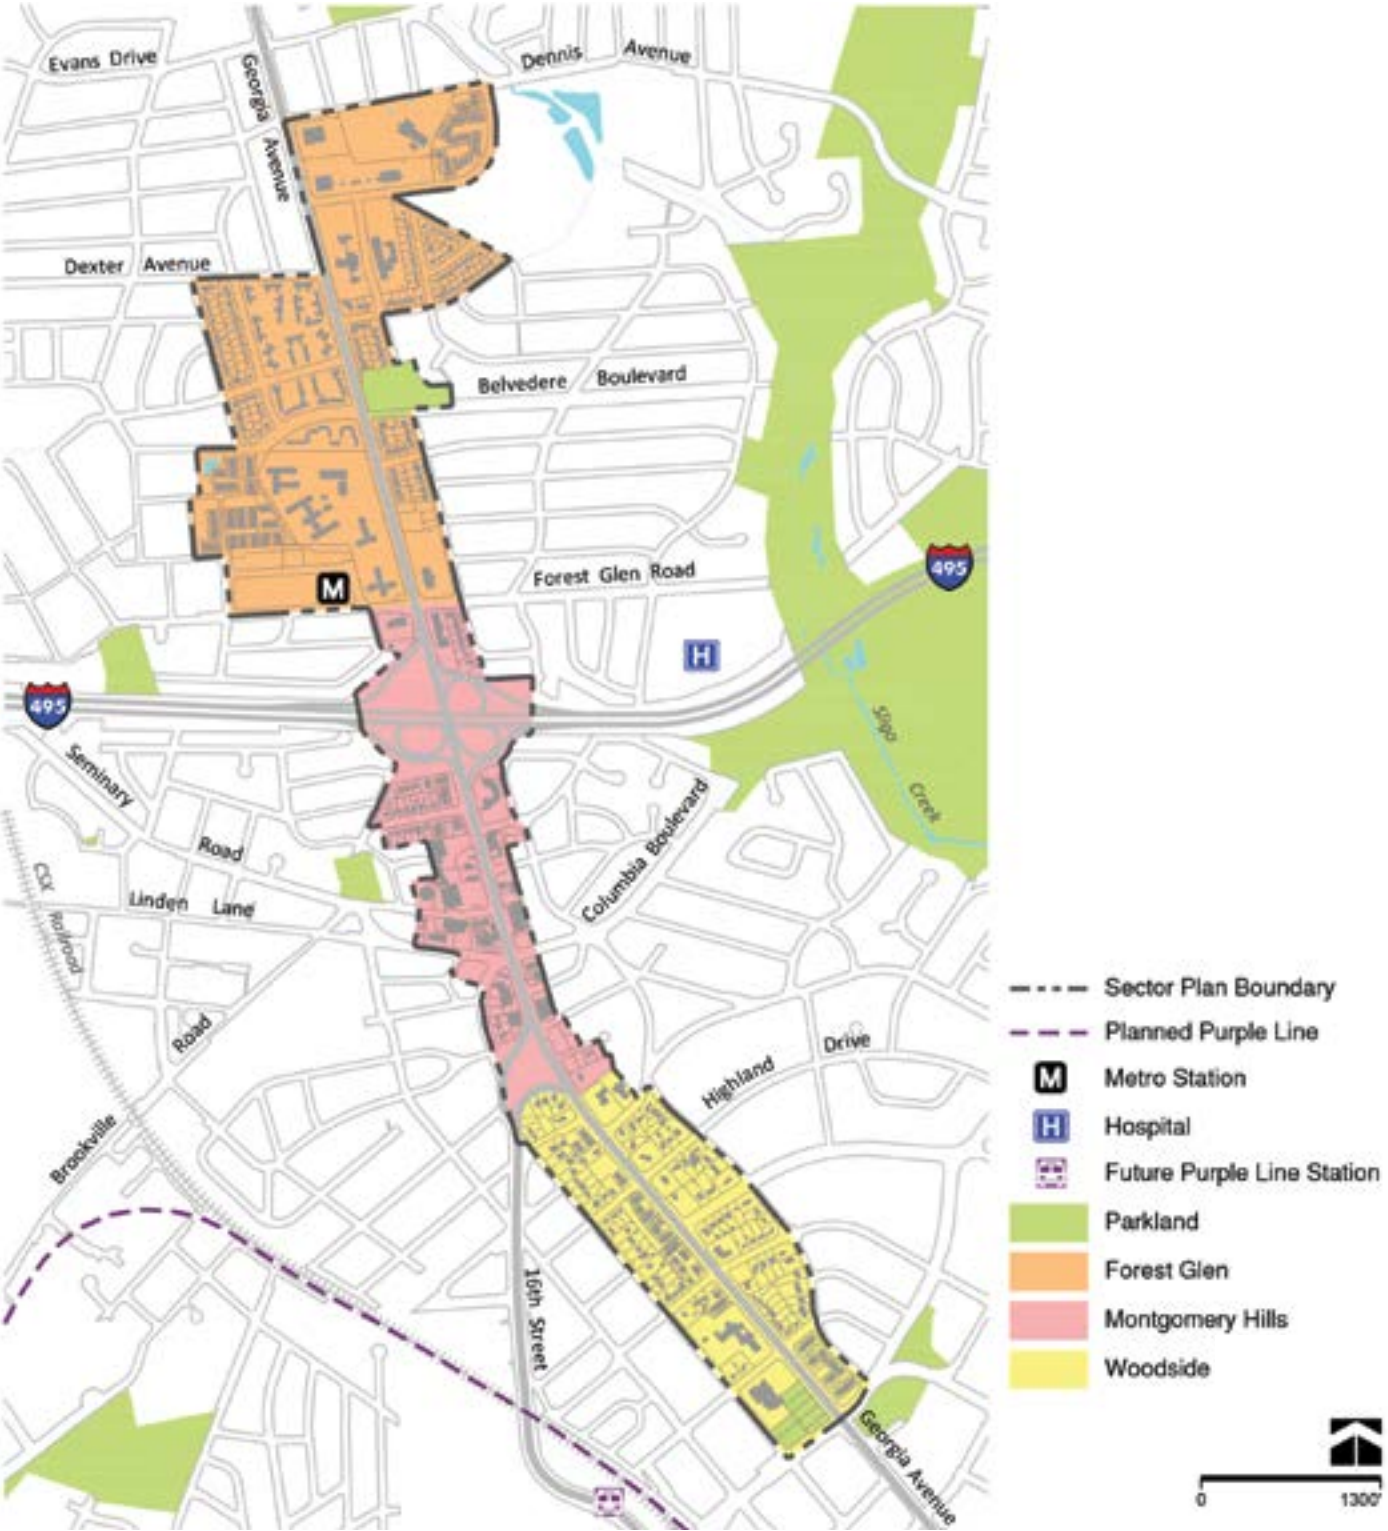 Evans Drive
Georgia Avenue
Dennis Avenue
Dexter Avenue
Belvedere Boulevard
M
Forest Glen Road
495
H
495
Sligo Creek
Seminary Road
Columbia Boulevard
CSX Railroad
Linden Lane
Brookville Road
Highland Drive
16th Street
Georgia Avenue
Sector Plan Boundary
Planned Purple Line
M Metro Station
H Hospital
Future Purple Line Station
Parkland
Forest Glen
Montgomery Hills
Woodside
0 1300'